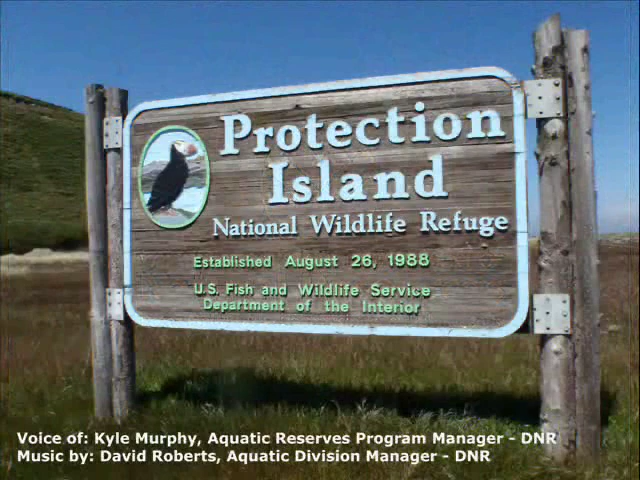 Protection
Island
National Wildlife Refuge
Established August 26, 1988
U.S. Fish and Wildlife Service
Department of the Interior
Voice of: Kyle Murphy, Aquatic Reserves Program Manager - DNR
Music by: David Roberts, Aquatic Division Manager - DNR